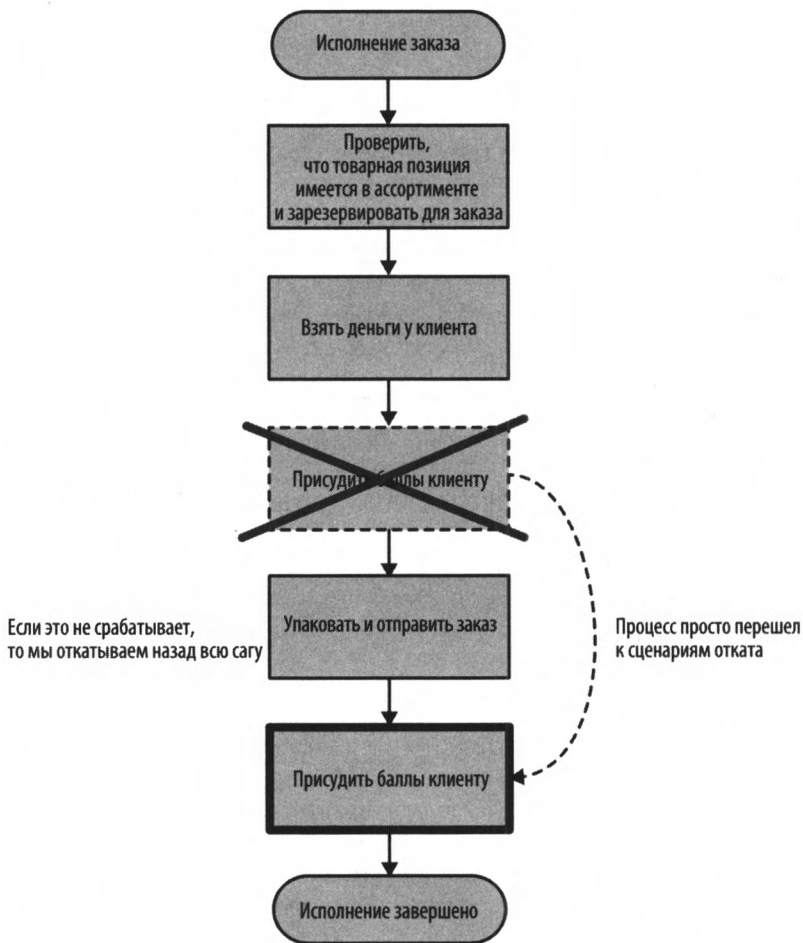 Исполнение заказа
Проверить,
что товарная позиция
имеется в ассортименте
и зарезервировать для заказа
Взять деньги у клиента
Присудить баллы клиенту
Упаковать и отправить заказ
Если это не срабатывает,
то мы откатываем назад всю сагу
Процесс просто перешел
к сценариям отката
Присудить баллы клиенту
Исполнение завершено